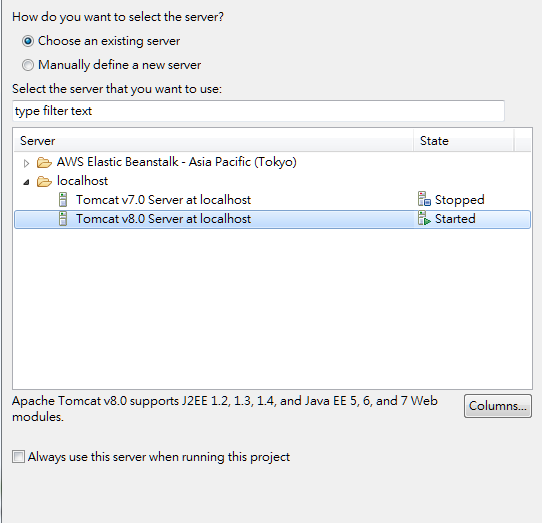 How do you want to select the server?
Choose an existing server
Manually define a new server
Select the server that you want to use:
type filter text
Server State
AWS Elastic Beanstalk - Asia Pacific (Tokyo)
localhost
Tomcat v7.0 Server at localhost Stopped
Tomcat v8.0 Server at localhost Started
Apache Tomcat v8.0 supports J2EE 1.2, 1.3, 1.4, and Java EE 5, 6, and 7 Web
modules.
Columns...
Always use this server when running this project